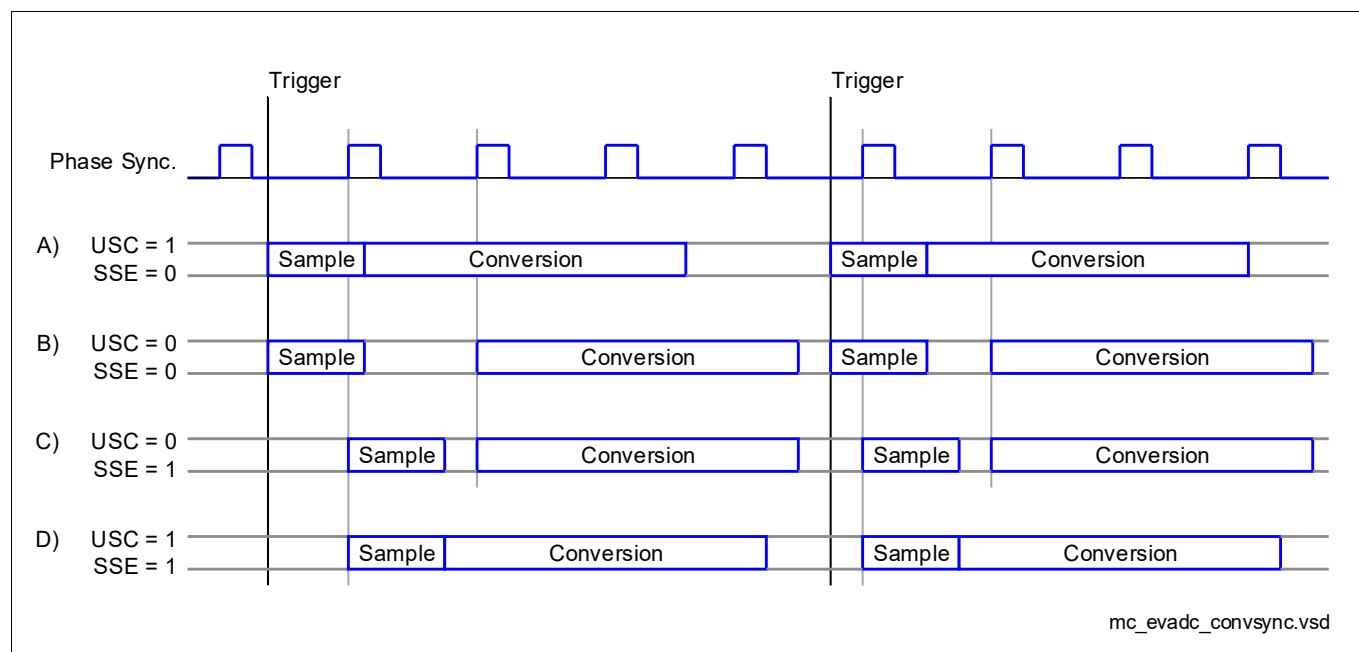 Trigger Trigger
Phase Sync.
A) USC = 1
SSE = 0
Sample Conversion Sample Conversion
B) USC = 0
SSE = 0
Sample Conversion Sample Conversion
C) USC = 0
SSE = 1
Sample Conversion Sample Conversion
D) USC = 1
SSE = 1
Sample Conversion Sample Conversion
mc_evadc_convsync.vsd